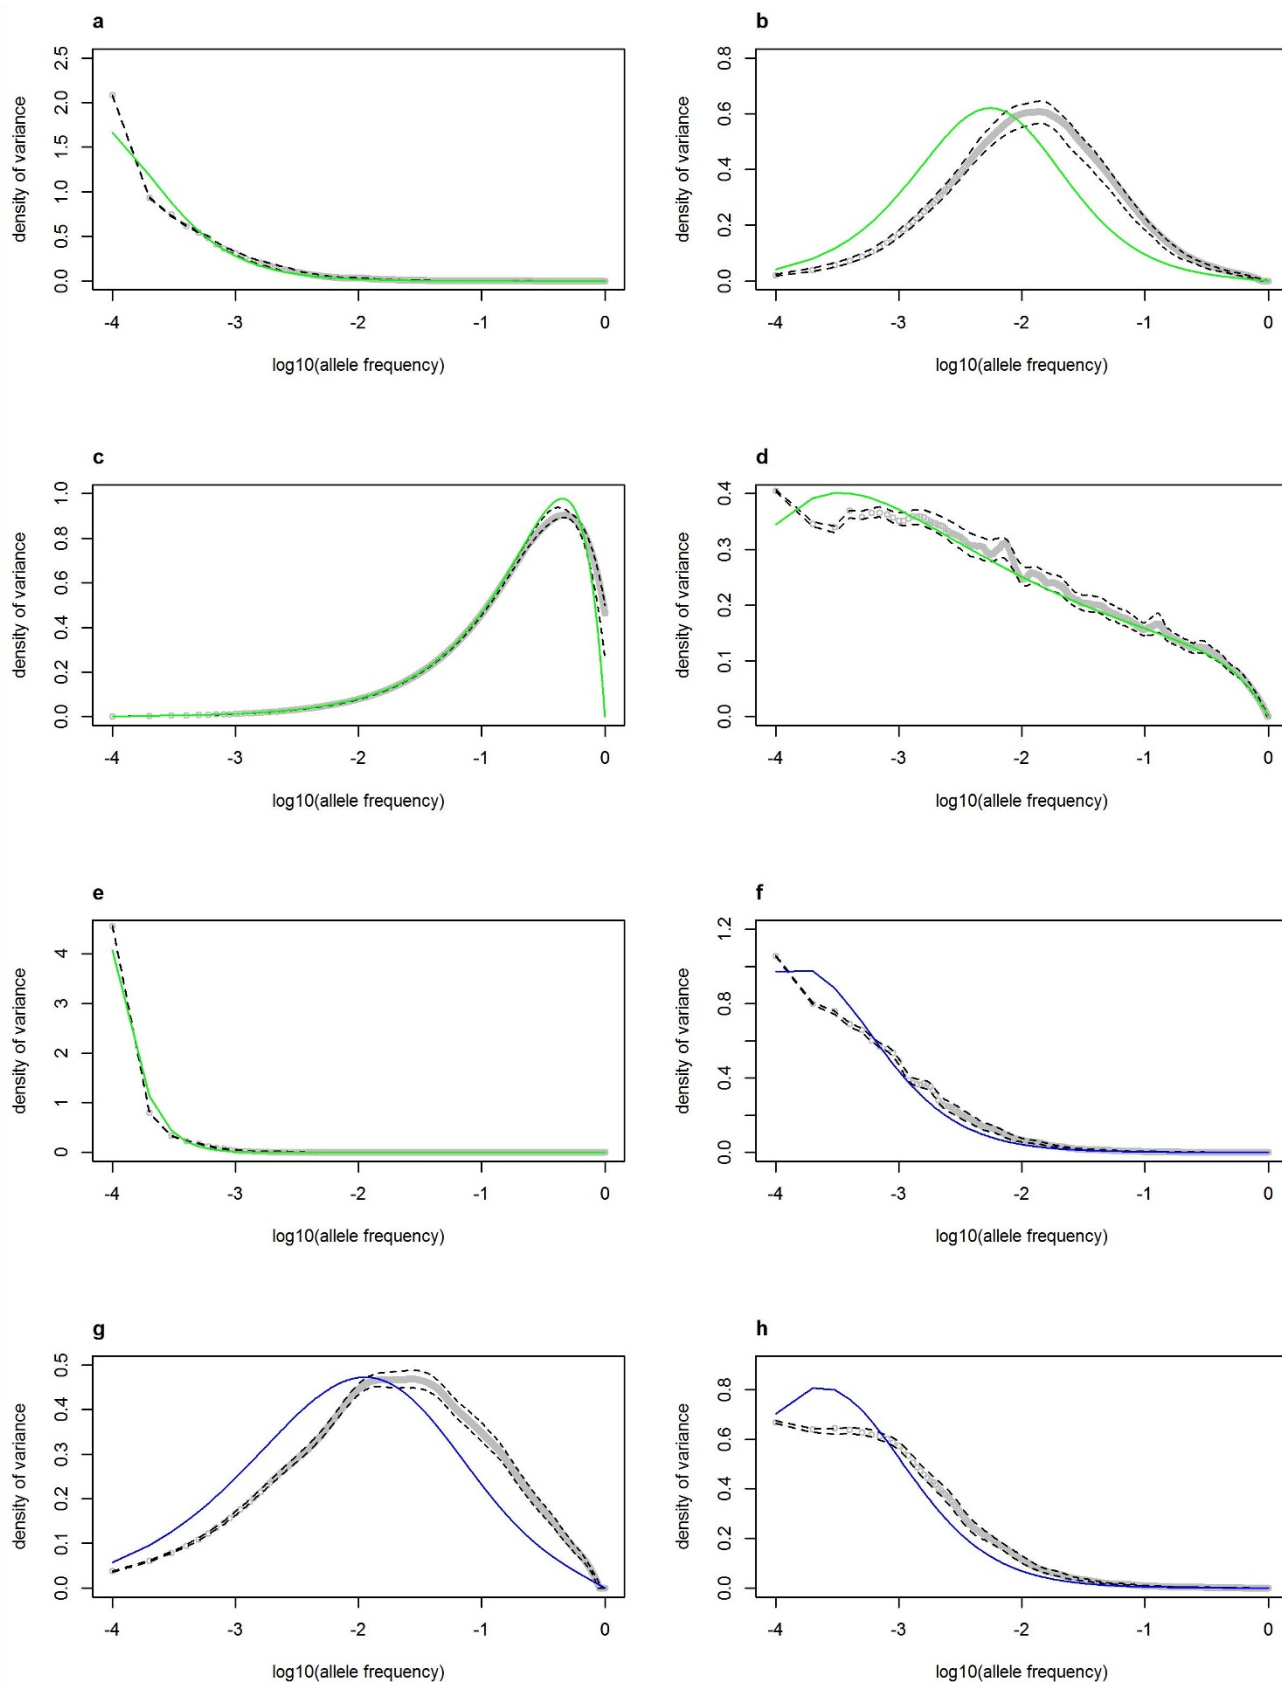 a
density of variance
0.0 0.5 1.0 1.5 2.0 2.5
-4 -3 -2 -1 0
log10(allele frequency)
b
density of variance
0.0 0.2 0.4 0.6 0.8
-4 -3 -2 -1 0
log10(allele frequency)
c
density of variance
0.0 0.2 0.4 0.6 0.8 1.0
-4 -3 -2 -1 0
log10(allele frequency)
d
density of variance
0.0 0.1 0.2 0.3 0.4
-4 -3 -2 -1 0
log10(allele frequency)
e
density of variance
0 1 2 3 4
-4 -3 -2 -1 0
log10(allele frequency)
f
density of variance
0.0 0.4 0.8 1.2
-4 -3 -2 -1 0
log10(allele frequency)
g
density of variance
0.0 0.1 0.2 0.3 0.4 0.5
-4 -3 -2 -1 0
log10(allele frequency)
h
density of variance
0.0 0.2 0.4 0.6 0.8
-4 -3 -2 -1 0
log10(allele frequency)